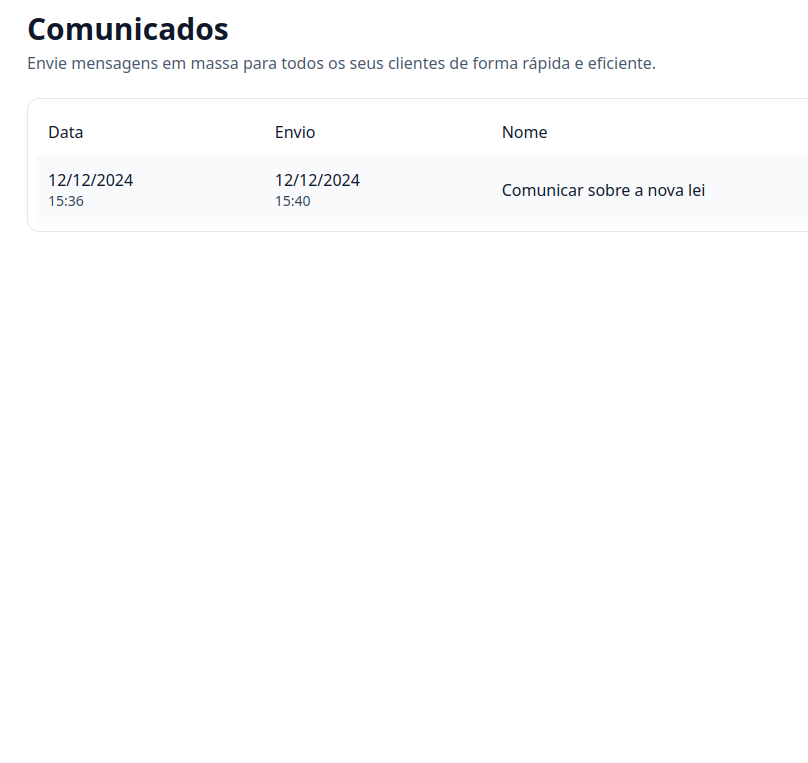 Comunicados
Envie mensagens em massa para todos os seus clientes de forma rápida e eficiente.
Data Envio Nome
12/12/2024 12/12/2024 Comunicar sobre a nova lei
15:36 15:40